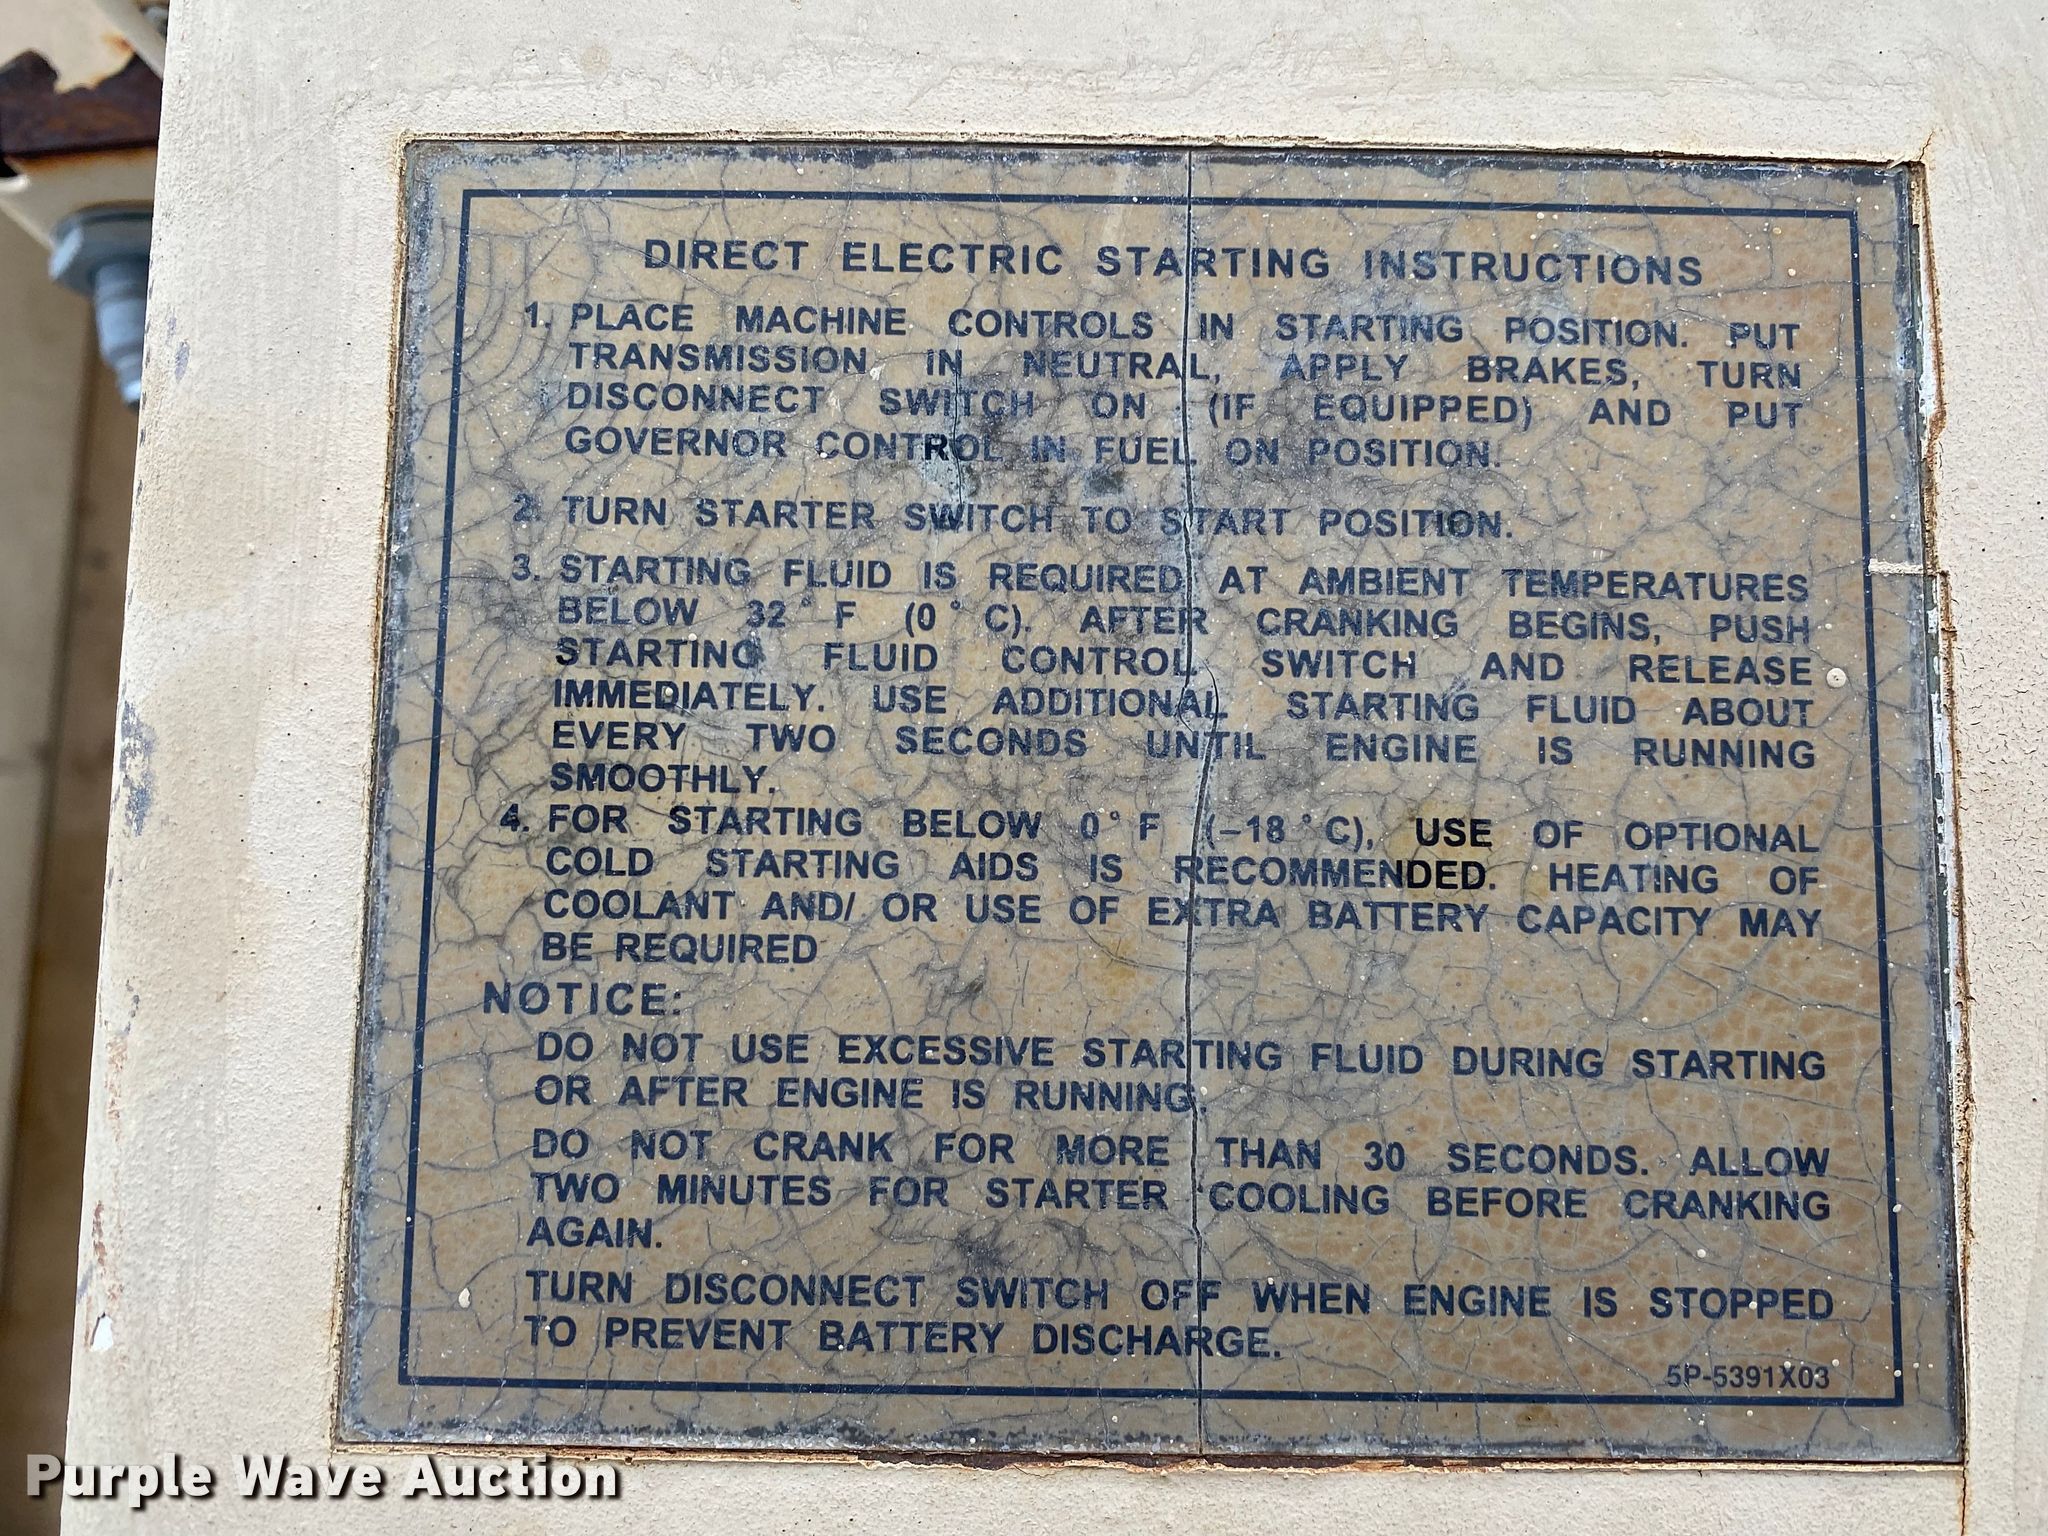 DIRECT ELECTRIC STARTING INSTRUCTIONS
1. PLACE MACHINE CONTROLS IN STARTING POSITION. PUT
TRANSMISSION IN NEUTRAL, APPLY BRAKES, TURN
DISCONNECT SWITCH ON (IF EQUIPPED) AND PUT
GOVERNOR CONTROL IN FUEL ON POSITION.
2. TURN STARTER SWITCH TO START POSITION.
3. STARTING FLUID IS REQUIRED AT AMBIENT TEMPERATURES
BELOW 32° F (0° C). AFTER CRANKING BEGINS, PUSH
STARTING FLUID CONTROL SWITCH AND RELEASE
IMMEDIATELY. USE ADDITIONAL STARTING FLUID ABOUT
EVERY TWO SECONDS UNTIL ENGINE IS RUNNING
SMOOTHLY.
4. FOR STARTING BELOW 0° F (–18°C), USE OF OPTIONAL
COLD STARTING AIDS IS RECOMMENDED. HEATING OF
COOLANT AND/ OR USE OF EXTRA BATTERY CAPACITY MAY
BE REQUIRED
NOTICE:
DO NOT USE EXCESSIVE STARTING FLUID DURING STARTING
OR AFTER ENGINE IS RUNNING.
DO NOT CRANK FOR MORE THAN 30 SECONDS. ALLOW
TWO MINUTES FOR STARTER COOLING BEFORE CRANKING
AGAIN.
TURN DISCONNECT SWITCH OFF WHEN ENGINE IS STOPPED
TO PREVENT BATTERY DISCHARGE.
5P-5391X03
Purple Wave Auction